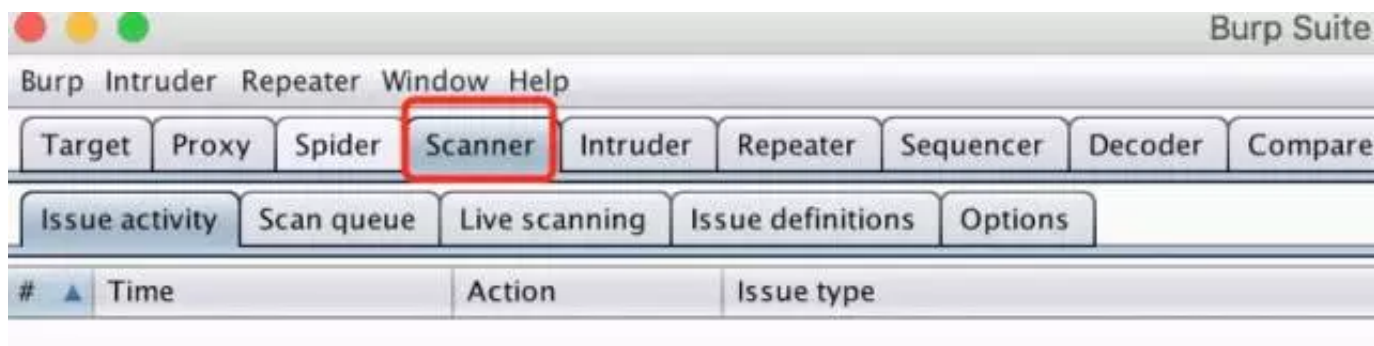 Burp Suite
Burp Intruder Repeater Window Help
Target Proxy Spider Scanner Intruder Repeater Sequencer Decoder Compare
Issue activity Scan queue Live scanning Issue definitions Options
# Time Action Issue type